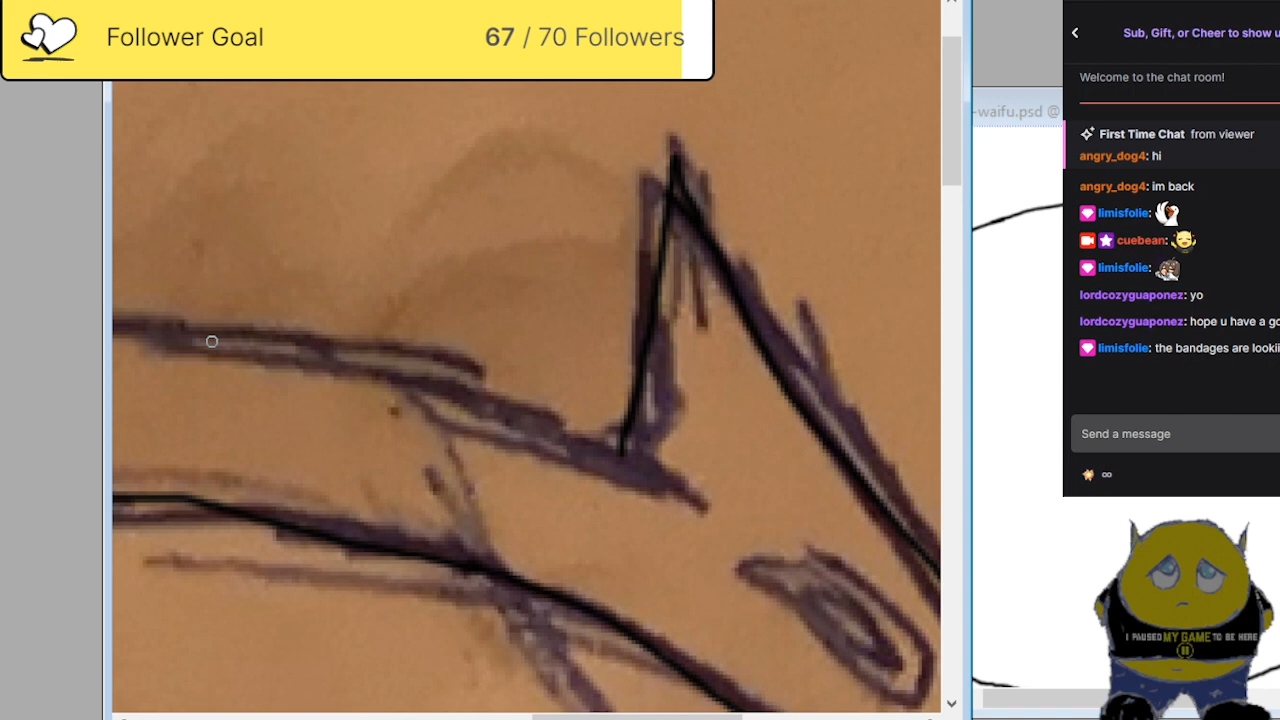 Follower Goal 67 / 70 Followers
-waifu.psd @
Sub, Gift, or Cheer to show
Welcome to the chat room!
First Time Chat from viewer
angry_dog4: hi
angry_dog4: im back
limisfolie:
cuebean:
limisfolie:
lordcozyguaponez: yo
lordcozyguaponez: hope u have a
limisfolie: the bandages are
Send a message
∞
I PAUSED MY GAME TO BE HERE